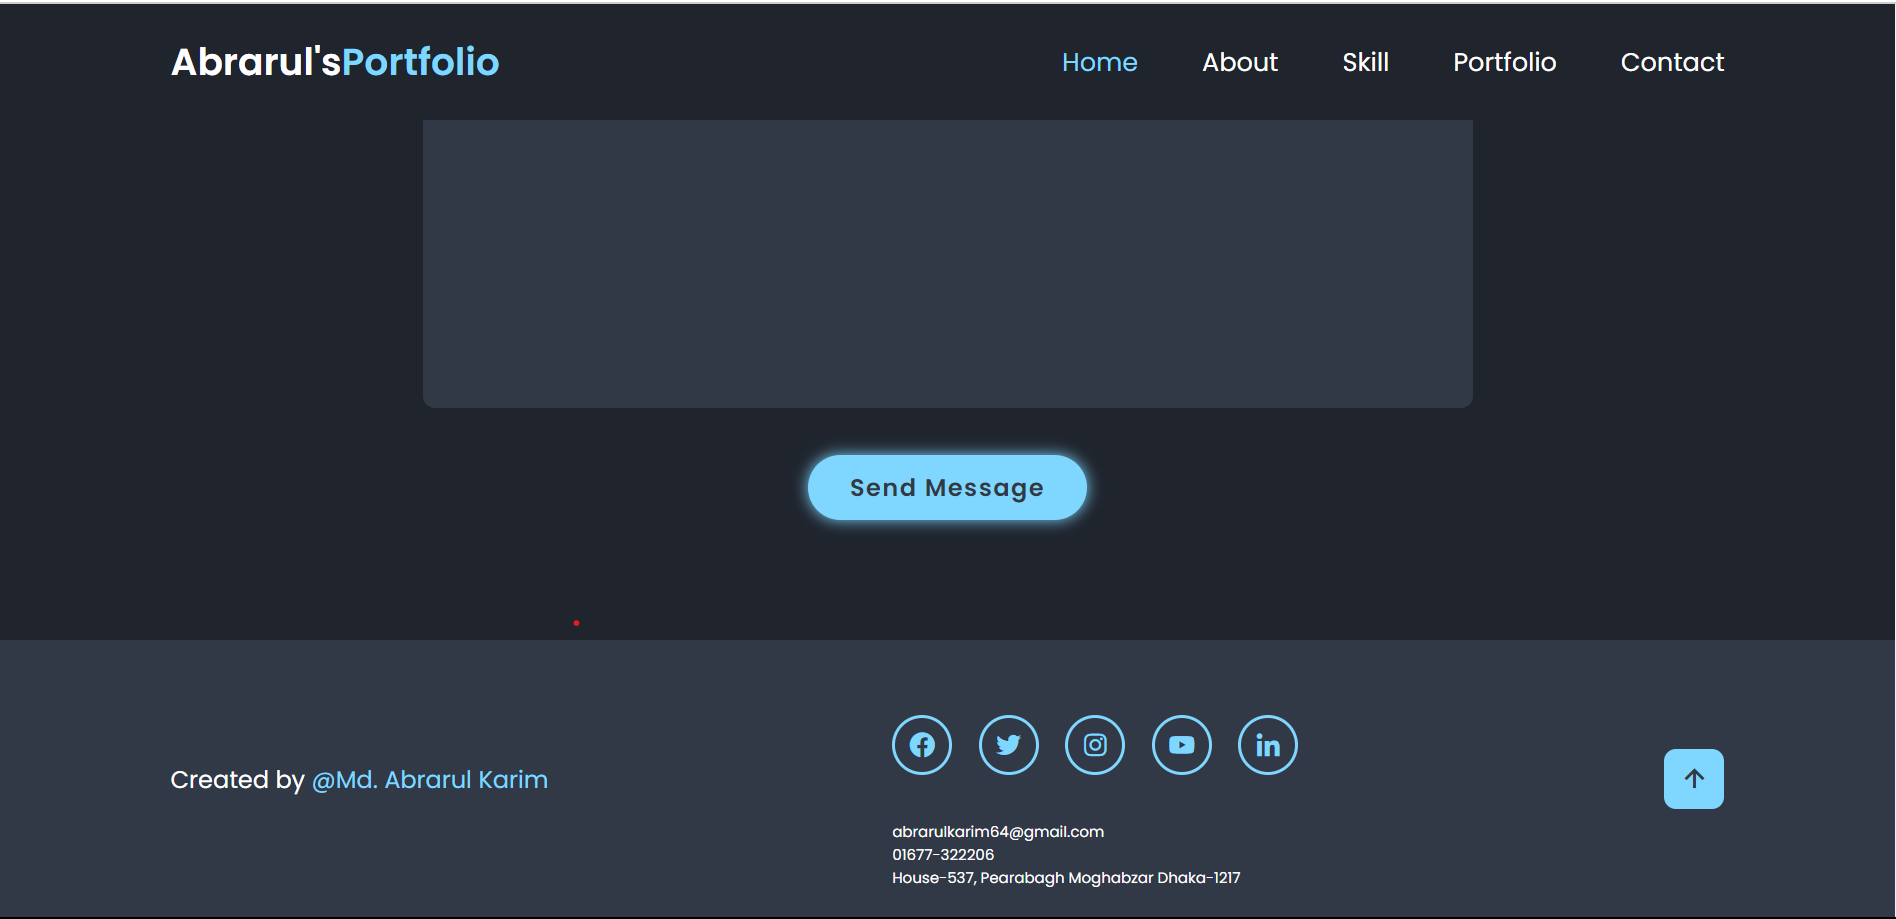 Abrarul'sPortfolio
Home About Skill Portfolio Contact
Send Message
Created by @Md. Abrarul Karim
abrarulkarim64@gmail.com
01677-322206
House-537, Pearabagh Moghabzar Dhaka-1217